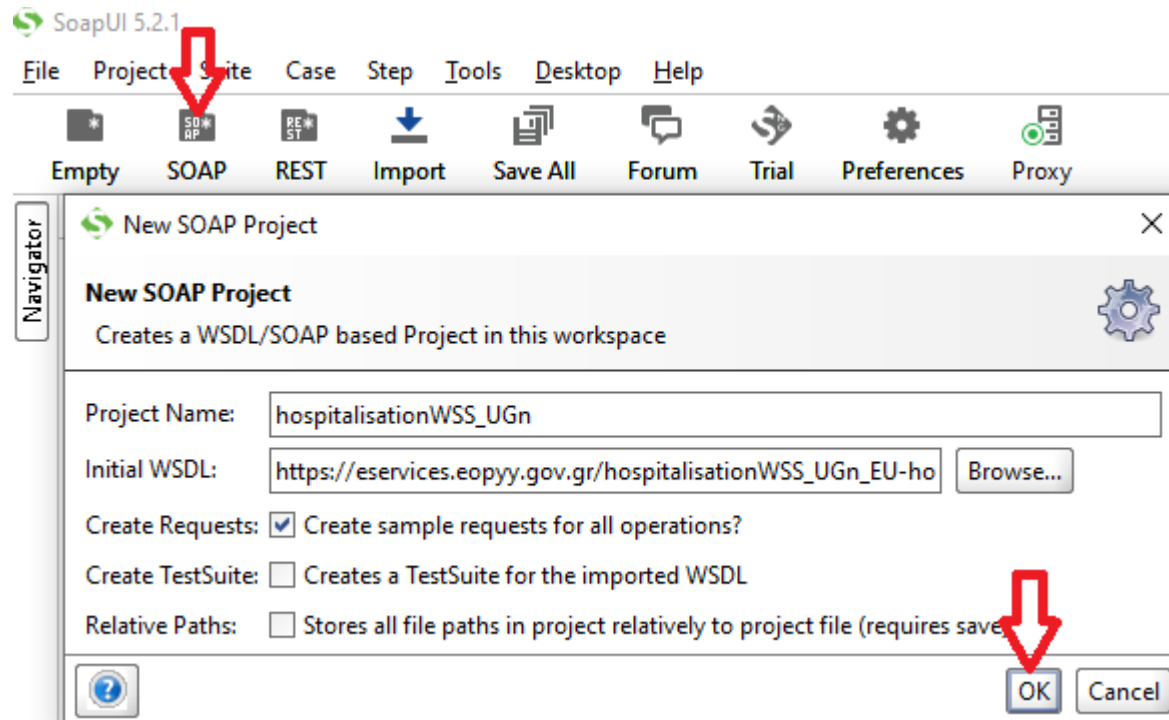 SoapUI 5.2.1
File Project Suite Case Step Tools Desktop Help
SO*AP RE*ST
Empty SOAP REST Import Save All Forum Trial Preferences Proxy
Navigator
New SOAP Project
New SOAP Project
Creates a WSDL/SOAP based Project in this workspace
Project Name: hospitalisationWSS_UGn
Initial WSDL: https://eservices.eopyy.gov.gr/hospitalisationWSS_UGn_EU-ho Browse...
Create Requests: Create sample requests for all operations?
Create TestSuite: Creates a TestSuite for the imported WSDL
Relative Paths: Stores all file paths in project relatively to project file (requires save)
OK Cancel